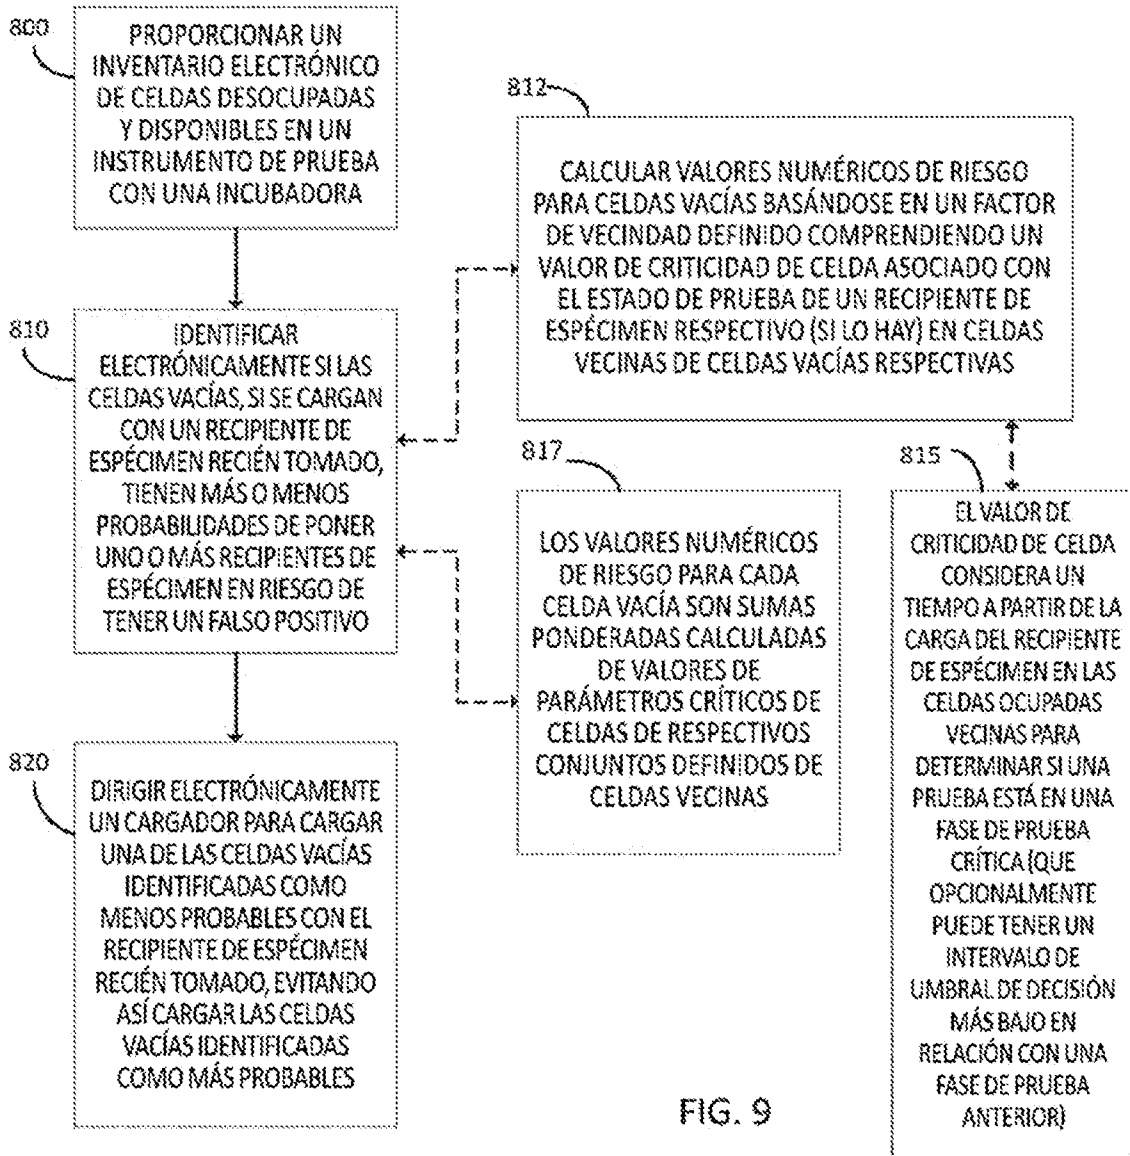 800
PROPORCIONAR UN
INVENTARIO ELECTRÓNICO
DE CELDAS DESOCUPADAS
Y DISPONIBLES EN UN
INSTRUMENTO DE PRUEBA
CON UNA INCUBADORA
810
IDENTIFICAR
ELECTRÓNICAMENTE SI LAS
CELDAS VACÍAS, SI SE CARGAN
CON UN RECIPIENTE DE
ESPÉCIMEN RECIÉN TOMADO,
TIENEN MÁS O MENOS
PROBABILIDADES DE PONER
UNO O MÁS RECIPIENTES DE
ESPÉCIMEN EN RIESGO DE
TENER UN FALSO POSITIVO
820
DIRIGIR ELECTRÓNICAMENTE
UN CARGADOR PARA CARGAR
UNA DE LAS CELDAS VACÍAS
IDENTIFICADAS COMO
MENOS PROBABLES CON EL
RECIPIENTE DE ESPÉCIMEN
RECIÉN TOMADO, EVITANDO
ASÍ CARGAR LAS CELDAS
VACÍAS IDENTIFICADAS
COMO MÁS PROBABLES
812
CALCULAR VALORES NUMÉRICOS DE RIESGO
PARA CELDAS VACÍAS BASÁNDOSE EN UN FACTOR
DE VECINDAD DEFINIDO COMPRENDIENDO UN
VALOR DE CRITICIDAD DE CELDA ASOCIADO CON
EL ESTADO DE PRUEBA DE UN RECIPIENTE DE
ESPÉCIMEN RESPECTIVO (SI LO HAY) EN CELDAS
VECINAS DE CELDAS VACÍAS RESPECTIVAS
817
LOS VALORES NUMÉRICOS
DE RIESGO PARA CADA
CELDA VACÍA SON SUMAS
PONDERADAS CALCULADAS
DE VALORES DE
PARÁMETROS CRÍTICOS DE
CELDAS DE RESPECTIVOS
CONJUNTOS DEFINIDOS DE
CELDAS VECINAS
815
EL VALOR DE
CRITICIDAD DE CELDA
CONSIDERA UN
TIEMPO A PARTIR DE LA
CARGA DEL RECIPIENTE
DE ESPÉCIMEN EN LAS
CELDAS OCUPADAS
VECINAS PARA
DETERMINAR SI UNA
PRUEBA ESTÁ EN UNA
FASE DE PRUEBA
CRÍTICA (QUE
OPCIONALMENTE
PUEDE TENER UN
INTERVALO DE
UMBRAL DE DECISIÓN
MÁS BAJO EN
RELACIÓN CON UNA
FASE DE PRUEBA
ANTERIOR)
FIG. 9